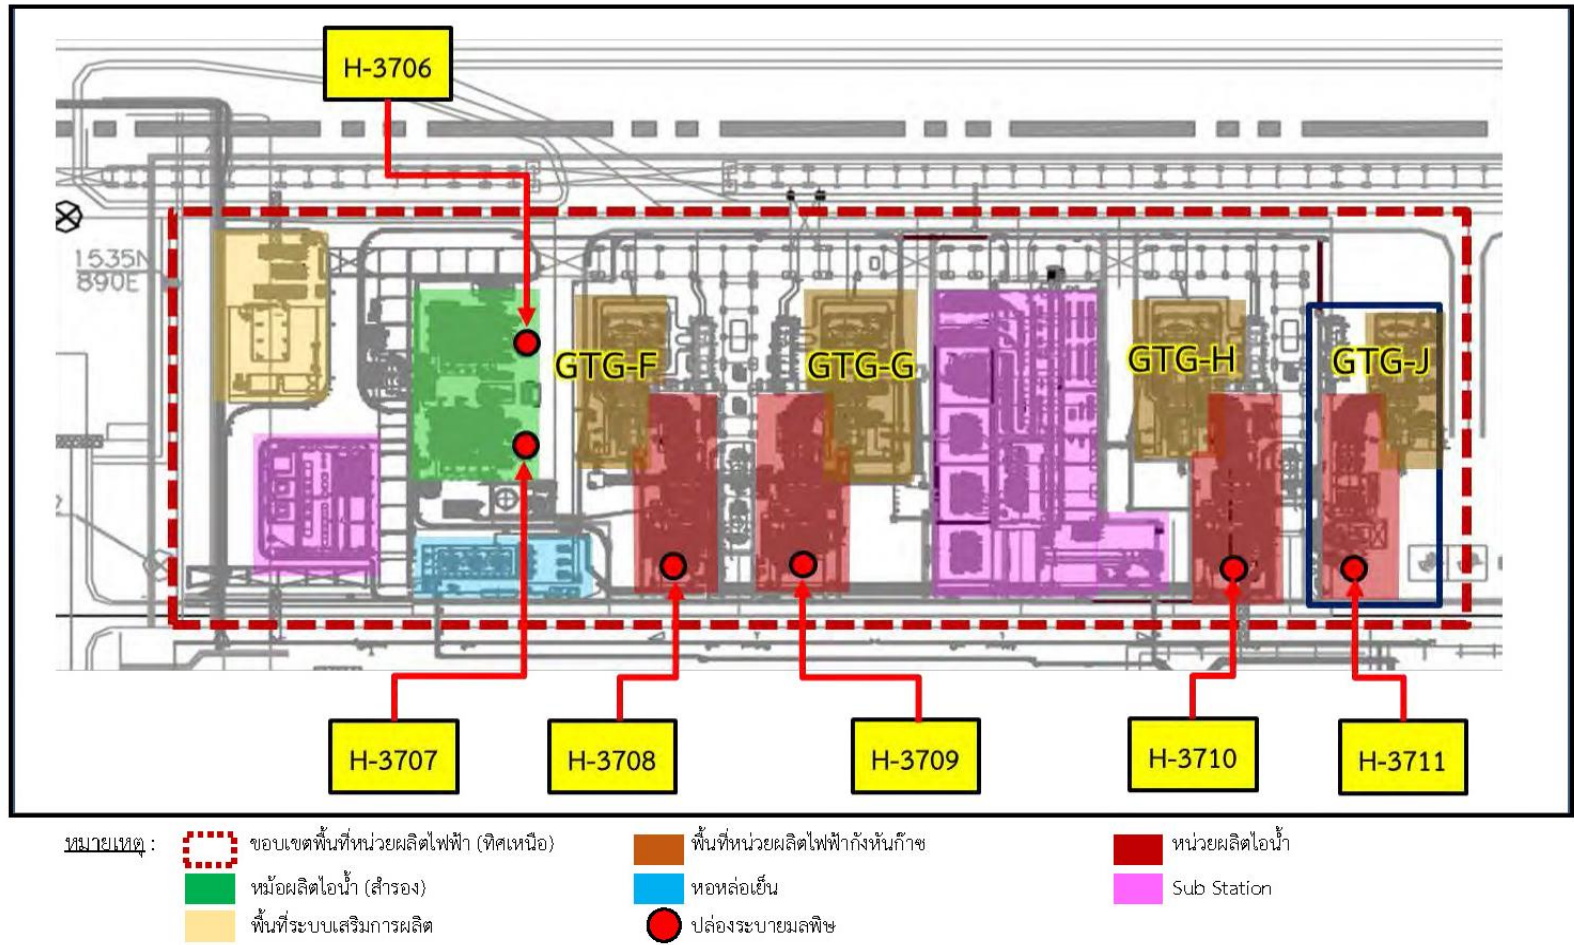 H-3706
1535N
890E
GTG-F
GTG-G
GTG-H
GTG-J
H-3707
H-3708
H-3709
H-3710
H-3711
หมายเหตุ :
ขอบเขตพื้นที่หน่วยผลิตไฟฟ้า (ทิศเหนือ)
พื้นที่หน่วยผลิตไฟฟ้ากังหันก๊าซ
หน่วยผลิตไอน้ำ
หม้อผลิตไอน้ำ (สำรอง)
หอหล่อเย็น
Sub Station
พื้นที่ระบบเสริมการผลิต
ปล่องระบายมลพิษ